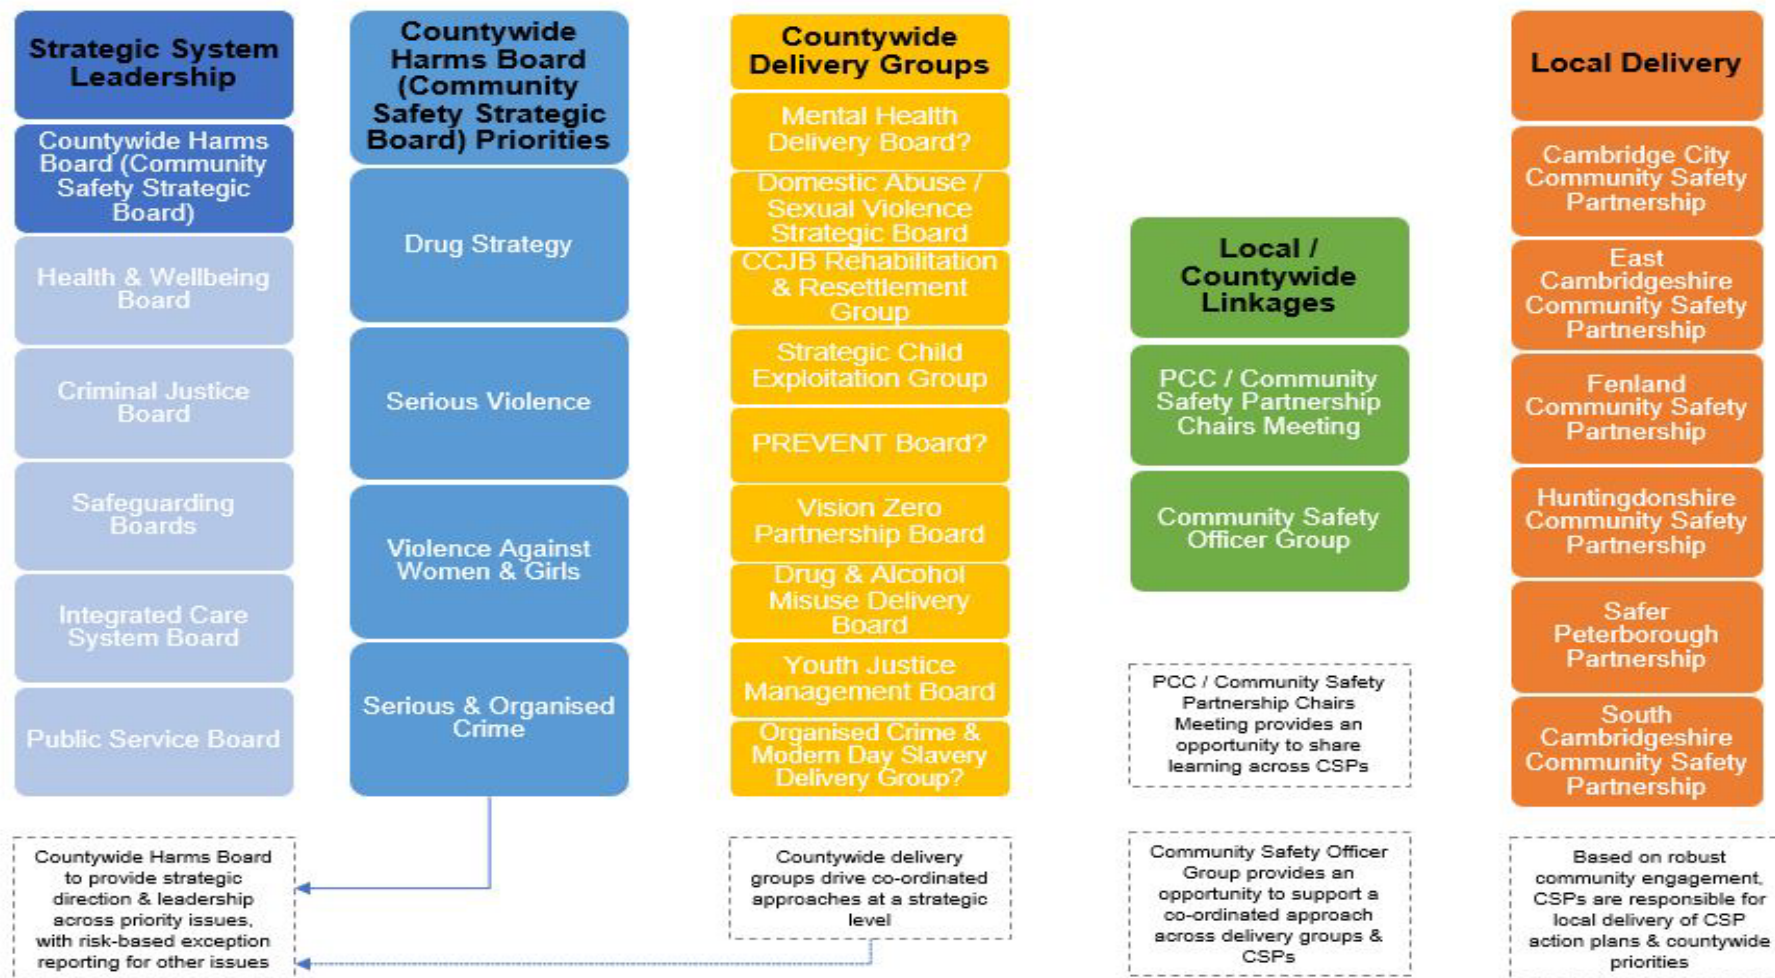 Strategic System
Leadership
Countywide Harms
Board (Community
Safety Strategic
Board)
Health & Wellbeing
Board
Criminal Justice
Board
Safeguarding
Boards
Integrated Care
System Board
Public Service Board
Countywide Harms Board
to provide strategic
direction & leadership
across priority issues,
with risk-based exception
reporting for other issues
Countywide
Harms Board
(Community
Safety Strategic
Board) Priorities
Drug Strategy
Serious Violence
Violence Against
Women & Girls
Serious & Organised
Crime
Countywide
Delivery Groups
Mental Health
Delivery Board?
Domestic Abuse /
Sexual Violence
Strategic Board
CCJB Rehabilitation
& Resettlement
Group
Strategic Child
Exploitation Group
PREVENT Board?
Vision Zero
Partnership Board
Drug & Alcohol
Misuse Delivery
Board
Youth Justice
Management Board
Organised Crime &
Modern Day Slavery
Delivery Group?
Countywide delivery
groups drive co-ordinated
approaches at a strategic
level
Local /
Countywide
Linkages
PCC / Community
Safety Partnership
Chairs Meeting
Community Safety
Officer Group
PCC / Community Safety
Partnership Chairs
Meeting provides an
opportunity to share
learning across CSPs
Community Safety Officer
Group provides an
opportunity to support a
co-ordinated approach
across delivery groups &
CSPs
Local Delivery
Cambridge City
Community Safety
Partnership
East
Cambridgeshire
Community Safety
Partnership
Fenland
Community Safety
Partnership
Huntingdonshire
Community Safety
Partnership
Safer
Peterborough
Partnership
South
Cambridgeshire
Community Safety
Partnership
Based on robust
community engagement,
CSPs are responsible for
local delivery of CSP
action plans & countywide
priorities